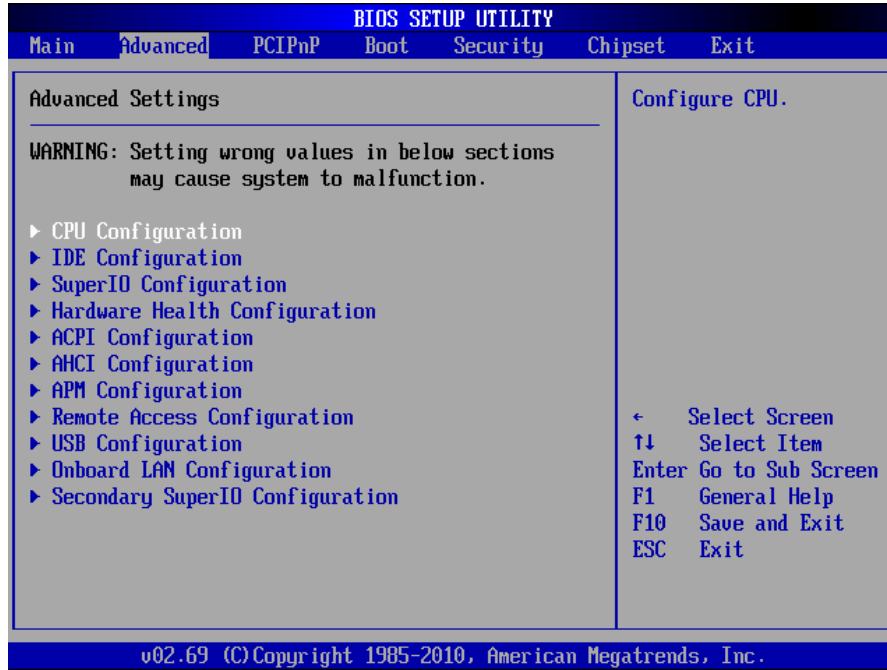 BIOS SETUP UTILITY
Main Advanced PCIPnP Boot Security Chipset Exit
Advanced Settings
WARNING: Setting wrong values in below sections
may cause system to malfunction.
▶ CPU Configuration
▶ IDE Configuration
▶ SuperIO Configuration
▶ Hardware Health Configuration
▶ ACPI Configuration
▶ AHCI Configuration
▶ APM Configuration
▶ Remote Access Configuration
▶ USB Configuration
▶ Onboard LAN Configuration
▶ Secondary SuperIO Configuration
Configure CPU.
← Select Screen
↑↓ Select Item
Enter Go to Sub Screen
F1 General Help
F10 Save and Exit
ESC Exit
v02.69 (C)Copyright 1985-2010, American Megatrends, Inc.